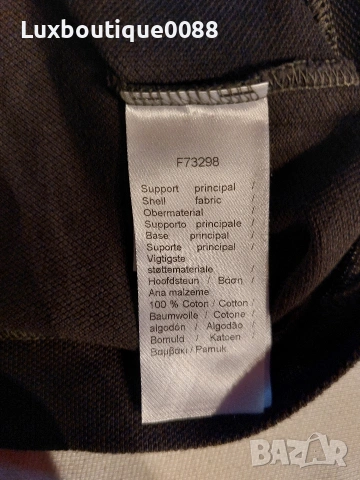 Luxboutique0088
F73298
Support principal /
Shell fabric /
Obermaterial /
Supporto principale /
Base principal /
Suporte principal /
Vigtigste
støttemateriale /
Hoofdsteun / Βάση /
Ana malzeme
100 % Coton / Cotton
Baumwolle / Cotone /
algodón / Algodão /
Bomuld / Katoen /
Βαμβάκι / Pamuk
BAZAR